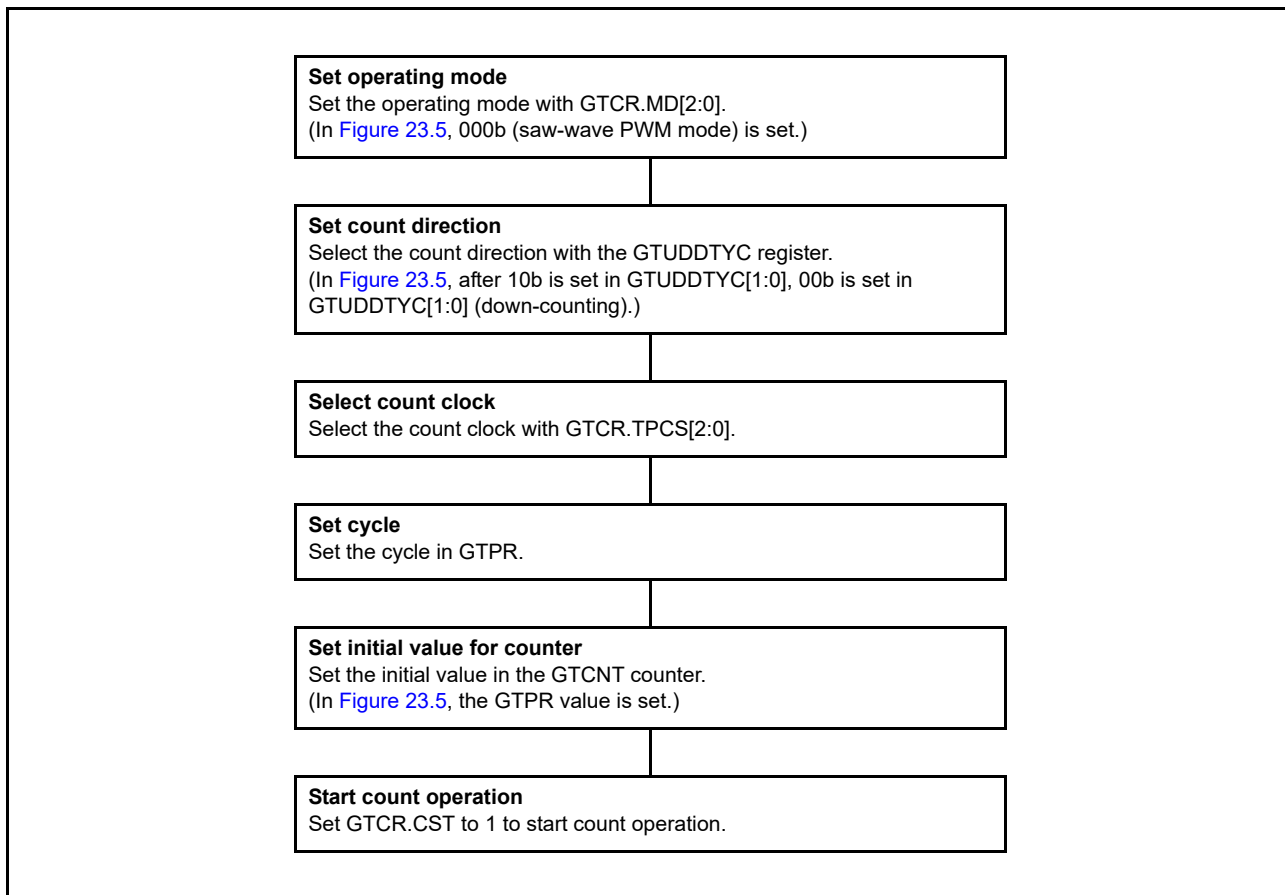 Set operating mode
Set the operating mode with GTCR.MD[2:0].
(In Figure 23.5, 000b (saw-wave PWM mode) is set.)
Set count direction
Select the count direction with the GTUDDTYC register.
(In Figure 23.5, after 10b is set in GTUDDTYC[1:0], 00b is set in
GTUDDTYC[1:0] (down-counting).)
Select count clock
Select the count clock with GTCR.TPCS[2:0].
Set cycle
Set the cycle in GTPR.
Set initial value for counter
Set the initial value in the GTCNT counter.
(In Figure 23.5, the GTPR value is set.)
Start count operation
Set GTCR.CST to 1 to start count operation.